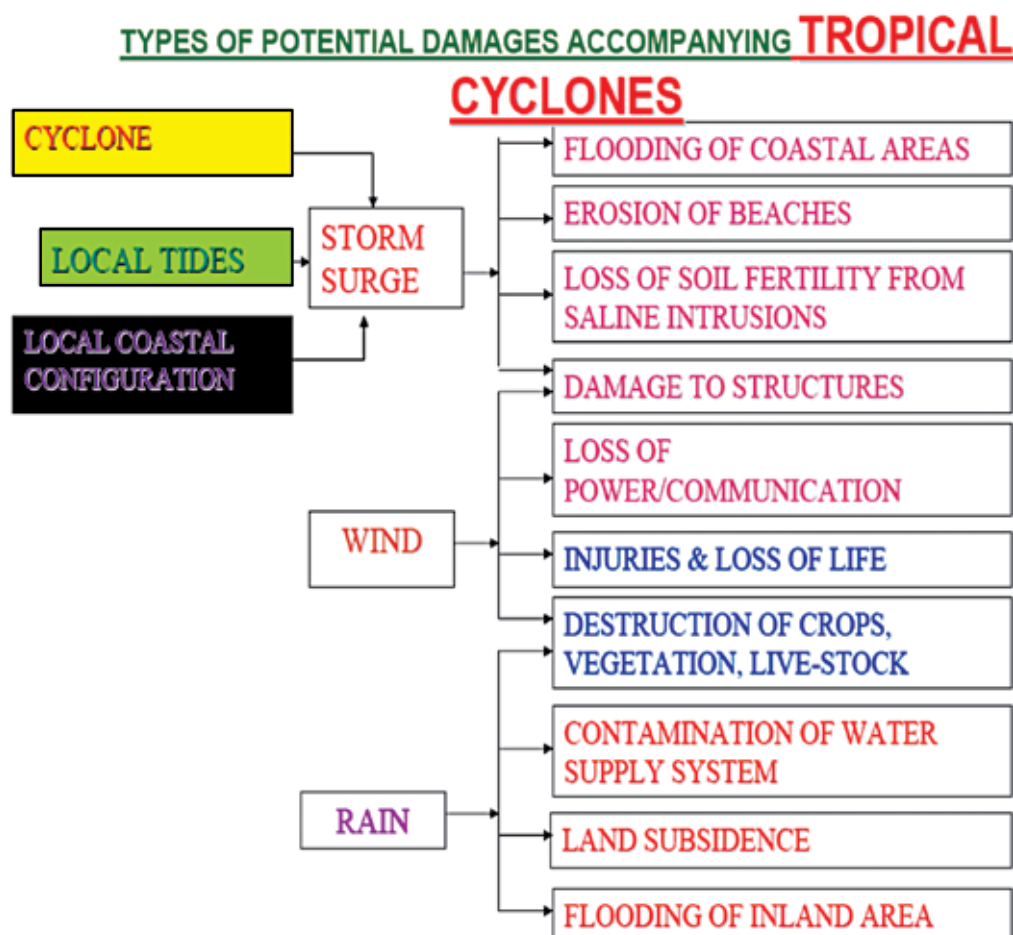 TYPES OF POTENTIAL DAMAGES ACCOMPANYING TROPICAL
CYCLONES
CYCLONE
LOCAL TIDES
LOCAL COASTAL
CONFIGURATION
STORM
SURGE
FLOODING OF COASTAL AREAS
EROSION OF BEACHES
LOSS OF SOIL FERTILITY FROM
SALINE INTRUSIONS
DAMAGE TO STRUCTURES
WIND
LOSS OF
POWER/COMMUNICATION
INJURIES & LOSS OF LIFE
DESTRUCTION OF CROPS,
VEGETATION, LIVE-STOCK
RAIN
CONTAMINATION OF WATER
SUPPLY SYSTEM
LAND SUBSIDENCE
FLOODING OF INLAND AREA